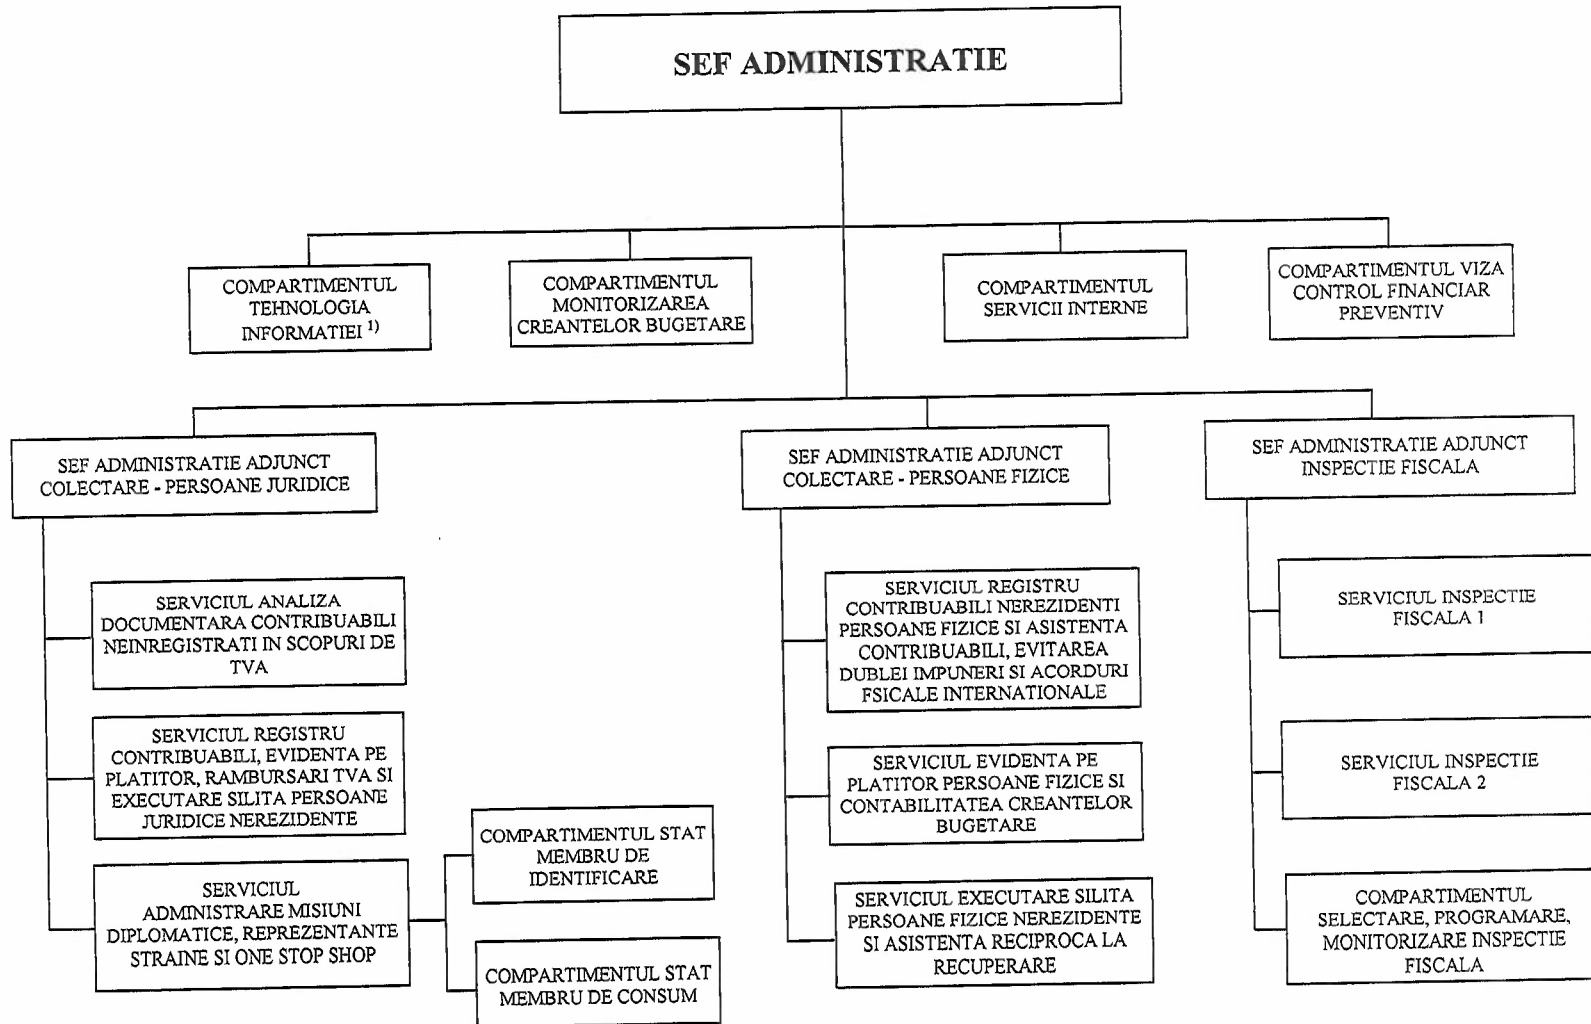 SEF ADMINISTRATIE
COMPARTIMENTUL
TEHNOLOGIA
INFORMATIEI 1)
COMPARTIMENTUL
MONITORIZAREA
CREANTELOR BUGETARE
COMPARTIMENTUL
SERVICII INTERNE
COMPARTIMENTUL VIZA
CONTROL FINANCIAR
PREVENTIV
SEF ADMINISTRATIE ADJUNCT
COLECTARE - PERSOANE JURIDICE
SEF ADMINISTRATIE ADJUNCT
COLECTARE - PERSOANE FIZICE
SEF ADMINISTRATIE ADJUNCT
INSPECTIE FISCALA
SERVICIUL ANALIZA
DOCUMENTARA CONTRIBUABILI
NEINREGISTRATI IN SCOPURI DE
TVA
SERVICIUL REGISTRU
CONTRIBUABILI, EVIDENTA PE
PLATITOR, RAMBURSARI TVA SI
EXECUTARE SILITA PERSOANE
JURIDICE NEREZIDENTE
SERVICIUL
ADMINISTRARE MISIUNI
DIPLOMATICE, REPREZENTANTE
STRAINE SI ONE STOP SHOP
COMPARTIMENTUL STAT
MEMBRU DE
IDENTIFICARE
COMPARTIMENTUL STAT
MEMBRU DE CONSUM
SERVICIUL REGISTRU
CONTRIBUABILI NEREZIDENTI
PERSOANE FIZICE SI ASISTENTA
CONTRIBUABILI, EVITAREA
DUBLEI IMPUNERI SI ACORDURI
FSICALE INTERNATIONALE
SERVICIUL EVIDENTA PE
PLATITOR PERSOANE FIZICE SI
CONTABILITATEA CREANTELOR
BUGETARE
SERVICIUL EXECUTARE SILITA
PERSOANE FIZICE NEREZIDENTE
SI ASISTENTA RECIPROCA LA
RECUPERARE
SERVICIUL INSPECTIE
FISCALA 1
SERVICIUL INSPECTIE
FISCALA 2
COMPARTIMENTUL
SELECTARE, PROGRAMARE,
MONITORIZARE INSPECTIE
FISCALA